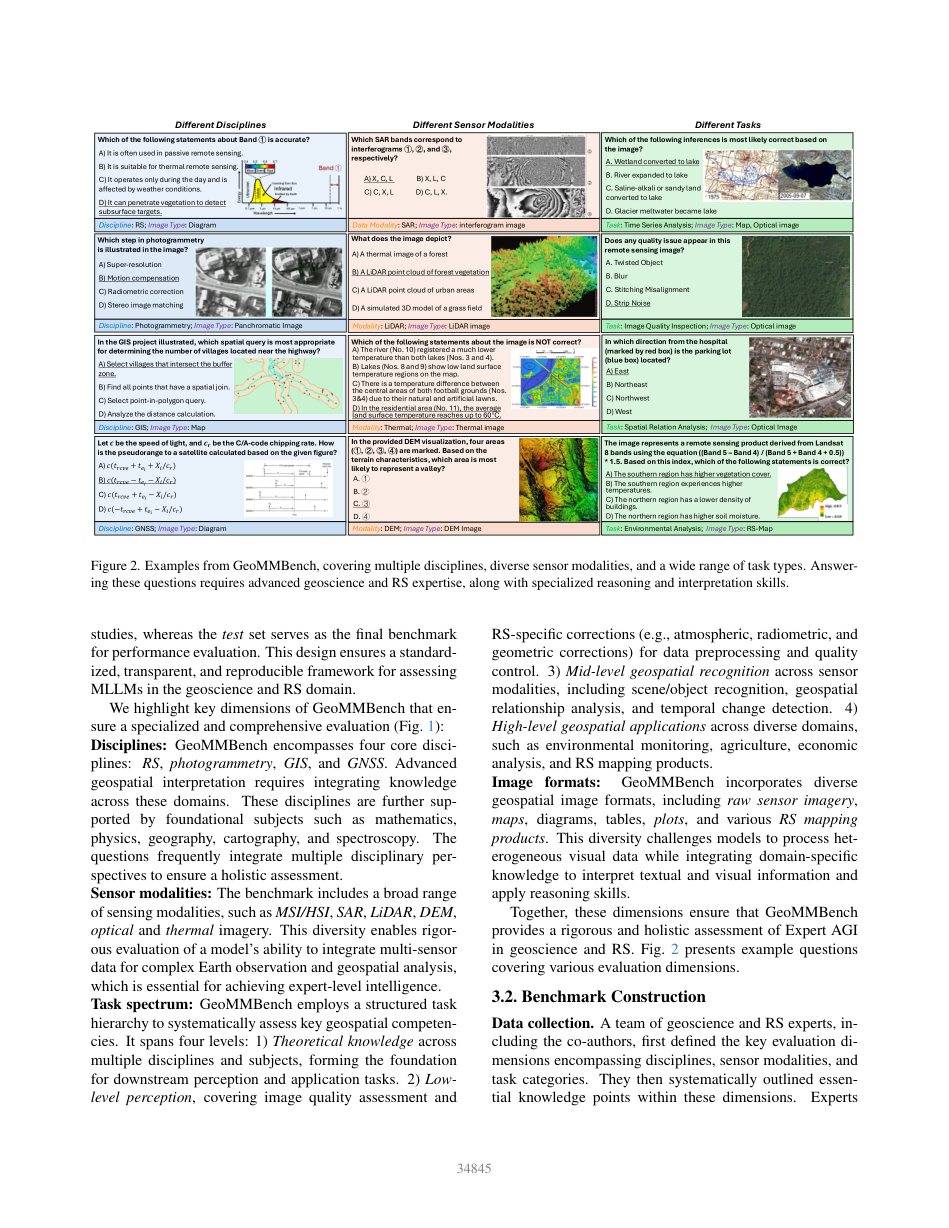 Different Disciplines
Which of the following statements about Band ① is accurate?
A) It is often used in passive remote sensing.
B) It is suitable for thermal remote sensing.
C) It operates only during the day and is
affected by weather conditions.
D) It can penetrate vegetation to detect
subsurface targets.
Band ①
Infrared
Discipline: RS; Image Type: Diagram
Which step in photogrammetry
is illustrated in the image?
A) Super-resolution
B) Motion compensation
C) Radiometric correction
D) Stereo image matching
Discipline: Photogrammetry; Image Type: Panchromatic Image
In the GIS project illustrated, which spatial query is most appropriate
for determining the number of villages located near the highway?
A) Select villages that intersect the buffer
zone.
B) Find all points that have a spatial join.
C) Select point-in-polygon query.
D) Analyze the distance calculation.
Discipline: GIS; Image Type: Map
Let c be the speed of light, and cᵣ be the C/A-code chipping rate. How
is the pseudorange to a satellite calculated based on the given figure?
Discipline: GNSS; Image Type: Diagram
Different Sensor Modalities
Which SAR bands correspond to
interferograms ①, ②, and ③,
respectively?
A) X, C, L B) X, L, C
C) C, X, L D) C, L, X.
Data Modality: SAR; Image Type: interferogram image
What does the image depict?
A) A thermal image of a forest
B) A LiDAR point cloud of forest vegetation
C) A LiDAR point cloud of urban areas
D) A simulated 3D model of a grass field
Modality: LiDAR; Image Type: LiDAR image
Which of the following statements about the image is NOT correct?
A) The river (No. 10) registered a much lower
temperature than both lakes (Nos. 3 and 4).
B) Lakes (Nos. 8 and 9) show low land surface
temperature regions on the map.
C) There is a temperature difference between
the central areas of both football grounds (Nos.
3&4) due to their natural and artificial lawns.
D) In the residential area (No. 11), the average
land surface temperature reaches up to 60°C.
Modality: Thermal; Image Type: Thermal image
In the provided DEM visualization, four areas
(①, ②, ③, ④) are marked. Based on the
terrain characteristics, which area is most
likely to represent a valley?
A. ①
B. ②
C. ③
D. ④
Modality: DEM; Image Type: DEM Image
Different Tasks
Which of the following inferences is most likely correct based on
the image?
A. Wetland converted to lake
B. River expanded to lake
C. Saline-alkali or sandy land
converted to lake
D. Glacier meltwater became lake
1975
2005-09-07
Task: Time Series Analysis; Image Type: Map, Optical image
Does any quality issue appear in this
remote sensing image?
A. Twisted Object
B. Blur
C. Stitching Misalignment
D. Strip Noise
Task: Image Quality Inspection; Image Type: Optical image
In which direction from the hospital
(marked by red box) is the parking lot
(blue box) located?
A) East
B) Northeast
C) Northwest
D) West
Task: Spatial Relation Analysis; Image Type: Optical Image
The image represents a remote sensing product derived from Landsat
8 bands using the equation ((Band 5 – Band 4) / (Band 5 + Band 4 + 0.5))
* 1.5. Based on this index, which of the following statements is correct?
A) The southern region has higher vegetation cover.
B) The southern region experiences higher
temperatures.
C) The northern region has a lower density of
buildings.
D) The northern region has higher soil moisture.
Task: Environmental Analysis; Image Type: RS-Map
Figure 2. Examples from GeoMMBench, covering multiple disciplines, diverse sensor modalities, and a wide range of task types. Answer-
ing these questions requires advanced geoscience and RS expertise, along with specialized reasoning and interpretation skills.
studies, whereas the test set serves as the final benchmark
for performance evaluation. This design ensures a standard-
ized, transparent, and reproducible framework for assessing
MLLMs in the geoscience and RS domain.
We highlight key dimensions of GeoMMBench that en-
sure a specialized and comprehensive evaluation (Fig. 1):
Disciplines: GeoMMBench encompasses four core disci-
plines: RS, photogrammetry, GIS, and GNSS. Advanced
geospatial interpretation requires integrating knowledge
across these domains. These disciplines are further sup-
ported by foundational subjects such as mathematics,
physics, geography, cartography, and spectroscopy. The
questions frequently integrate multiple disciplinary per-
spectives to ensure a holistic assessment.
Sensor modalities: The benchmark includes a broad range
of sensing modalities, such as MSI/HSI, SAR, LiDAR, DEM,
optical and thermal imagery. This diversity enables rigor-
ous evaluation of a model's ability to integrate multi-sensor
data for complex Earth observation and geospatial analysis,
which is essential for achieving expert-level intelligence.
Task spectrum: GeoMMBench employs a structured task
hierarchy to systematically assess key geospatial competen-
cies. It spans four levels: 1) Theoretical knowledge across
multiple disciplines and subjects, forming the foundation
for downstream perception and application tasks. 2) Low-
level perception, covering image quality assessment and
RS-specific corrections (e.g., atmospheric, radiometric, and
geometric corrections) for data preprocessing and quality
control. 3) Mid-level geospatial recognition across sensor
modalities, including scene/object recognition, geospatial
relationship analysis, and temporal change detection. 4)
High-level geospatial applications across diverse domains,
such as environmental monitoring, agriculture, economic
analysis, and RS mapping products.
Image formats: GeoMMBench incorporates diverse
geospatial image formats, including raw sensor imagery,
maps, diagrams, tables, plots, and various RS mapping
products. This diversity challenges models to process het-
erogeneous visual data while integrating domain-specific
knowledge to interpret textual and visual information and
apply reasoning skills.
Together, these dimensions ensure that GeoMMBench
provides a rigorous and holistic assessment of Expert AGI
in geoscience and RS. Fig. 2 presents example questions
covering various evaluation dimensions.
3.2. Benchmark Construction
Data collection. A team of geoscience and RS experts, in-
cluding the co-authors, first defined the key evaluation di-
mensions encompassing disciplines, sensor modalities, and
task categories. They then systematically outlined essen-
tial knowledge points within these dimensions. Experts
34845